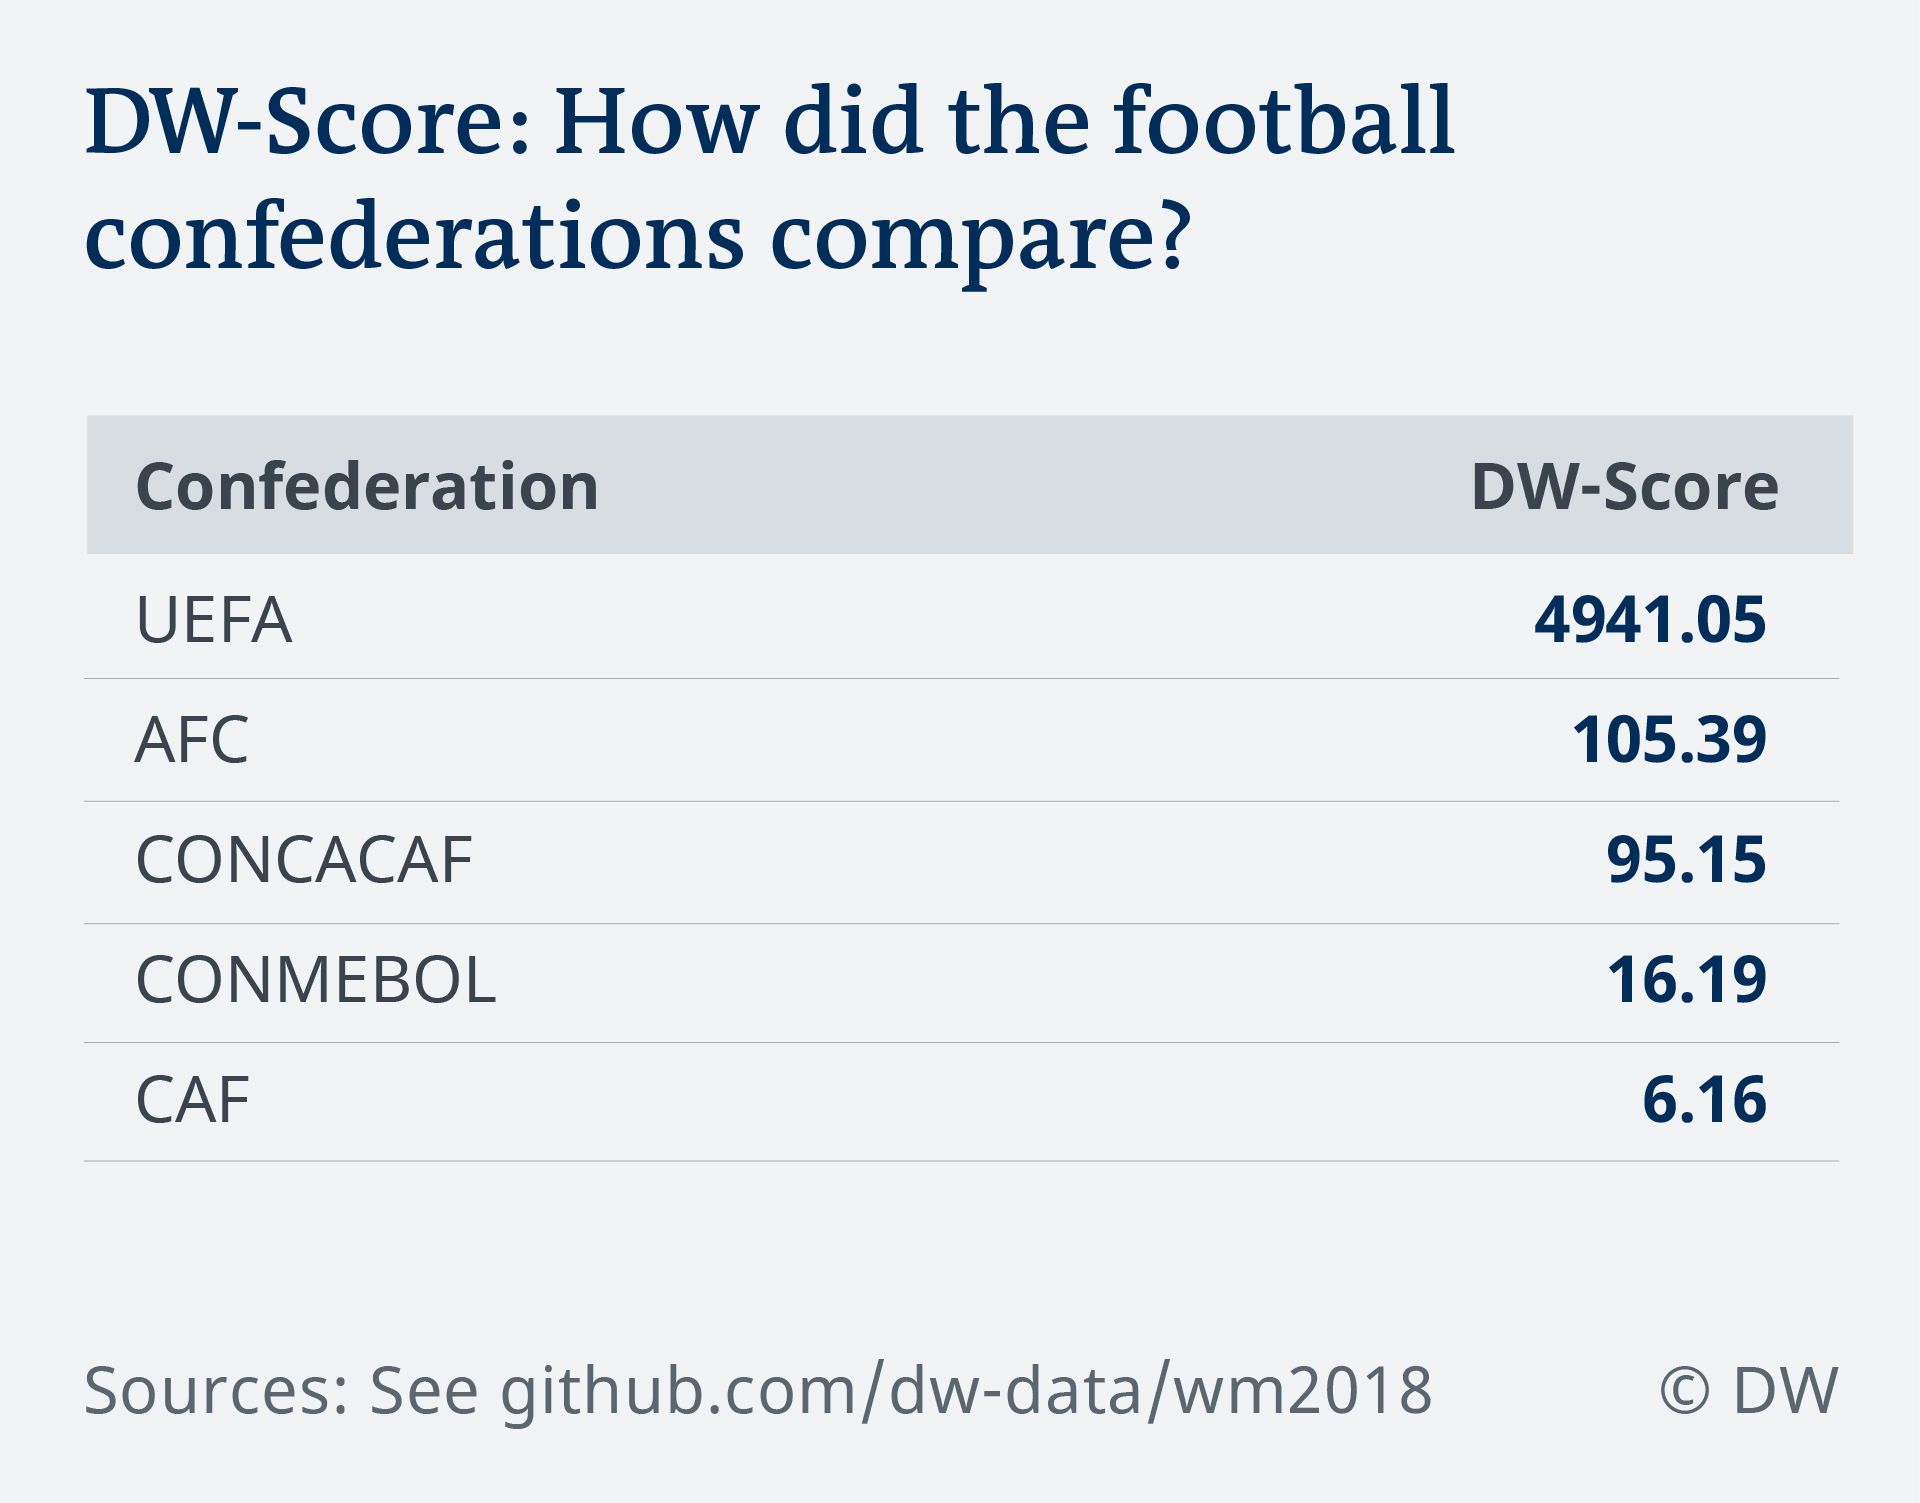 DW-Score: How did the football
confederations compare?
Confederation DW-Score
UEFA 4941.05
AFC 105.39
CONCACAF 95.15
CONMEBOL 16.19
CAF 6.16
Sources: See github.com/dw-data/wm2018 © DW